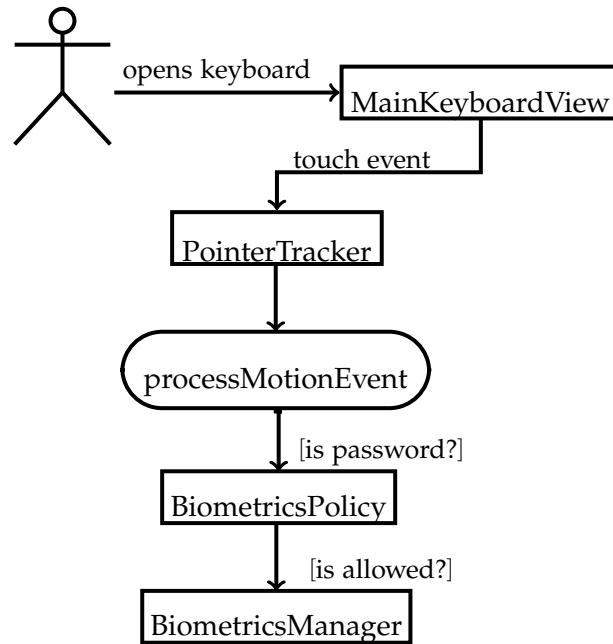 opens keyboard
MainKeyboardView
touch event
PointerTracker
processMotionEvent
[is password?]
BiometricsPolicy
[is allowed?]
BiometricsManager